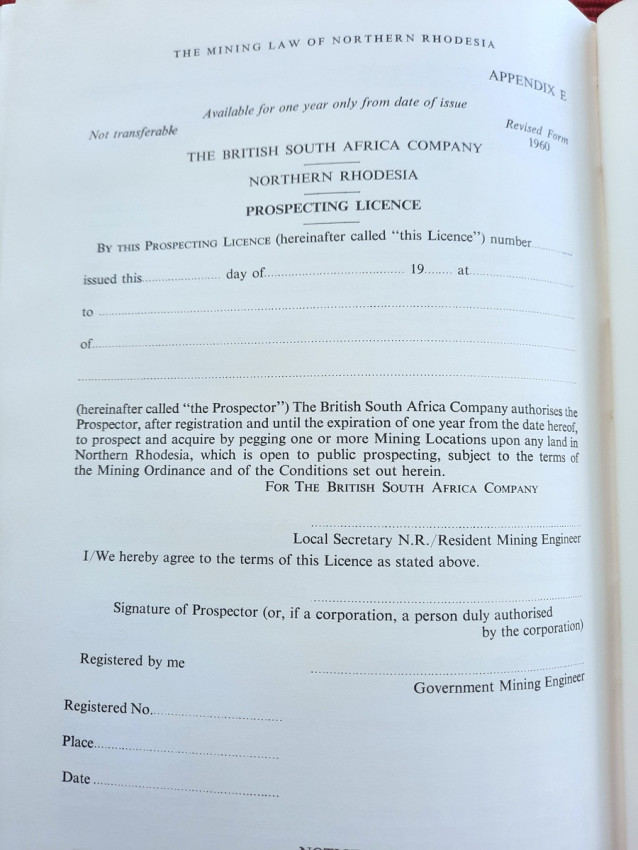 THE MINING LAW OF NORTHERN RHODESIA
APPENDIX E
Available for one year only from date of issue
Not transferable
Revised Form
1960
THE BRITISH SOUTH AFRICA COMPANY
NORTHERN RHODESIA
PROSPECTING LICENCE
BY THIS PROSPECTING LICENCE (hereinafter called “this Licence”) number..........
issued this.................... day of.................................... 19........ at..........................
to ................................................................................
of................................................................................
................................................................................
(hereinafter called “the Prospector”) The British South Africa Company authorises the
Prospector, after registration and until the expiration of one year from the date hereof,
to prospect and acquire by pegging one or more Mining Locations upon any land in
Northern Rhodesia, which is open to public prospecting, subject to the terms of
the Mining Ordinance and of the Conditions set out herein.
FOR THE BRITISH SOUTH AFRICA COMPANY
................................................................................
Local Secretary N.R./Resident Mining Engineer
I/We hereby agree to the terms of this Licence as stated above.
................................................................................
Signature of Prospector (or, if a corporation, a person duly authorised
by the corporation)
Registered by me
................................................................................
Government Mining Engineer
Registered No....................................
Place..................................................
Date ..................................................